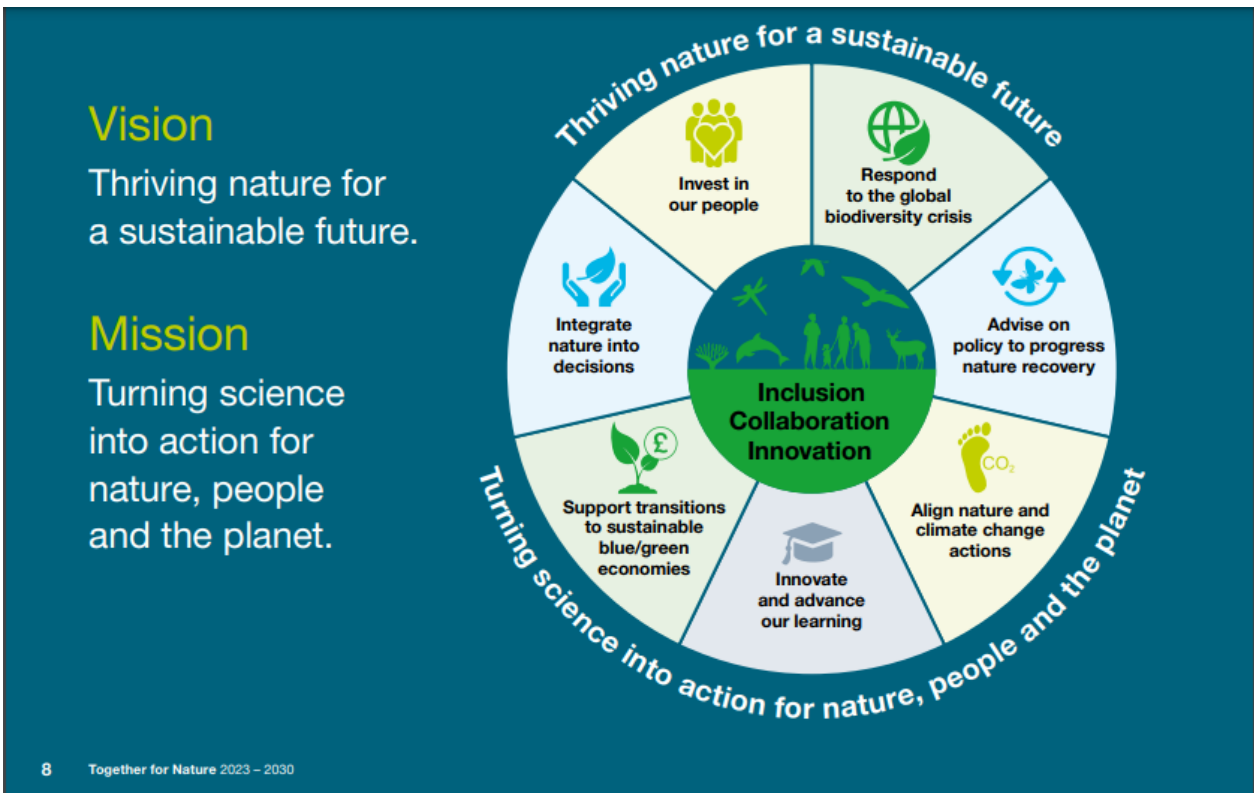 Vision
Thriving nature for
a sustainable future.
Mission
Turning science
into action for
nature, people
and the planet.
Thriving nature for a sustainable future
Invest in
our people
Respond
to the global
biodiversity crisis
Integrate
nature into
decisions
Advise on
policy to progress
nature recovery
Inclusion
Collaboration
Innovation
£
Support transitions
to sustainable
blue/green
economies
CO₂
Align nature and
climate change
actions
Innovate
and advance
our learning
Turning science into action for nature, people and the planet
8 Together for Nature 2023 – 2030